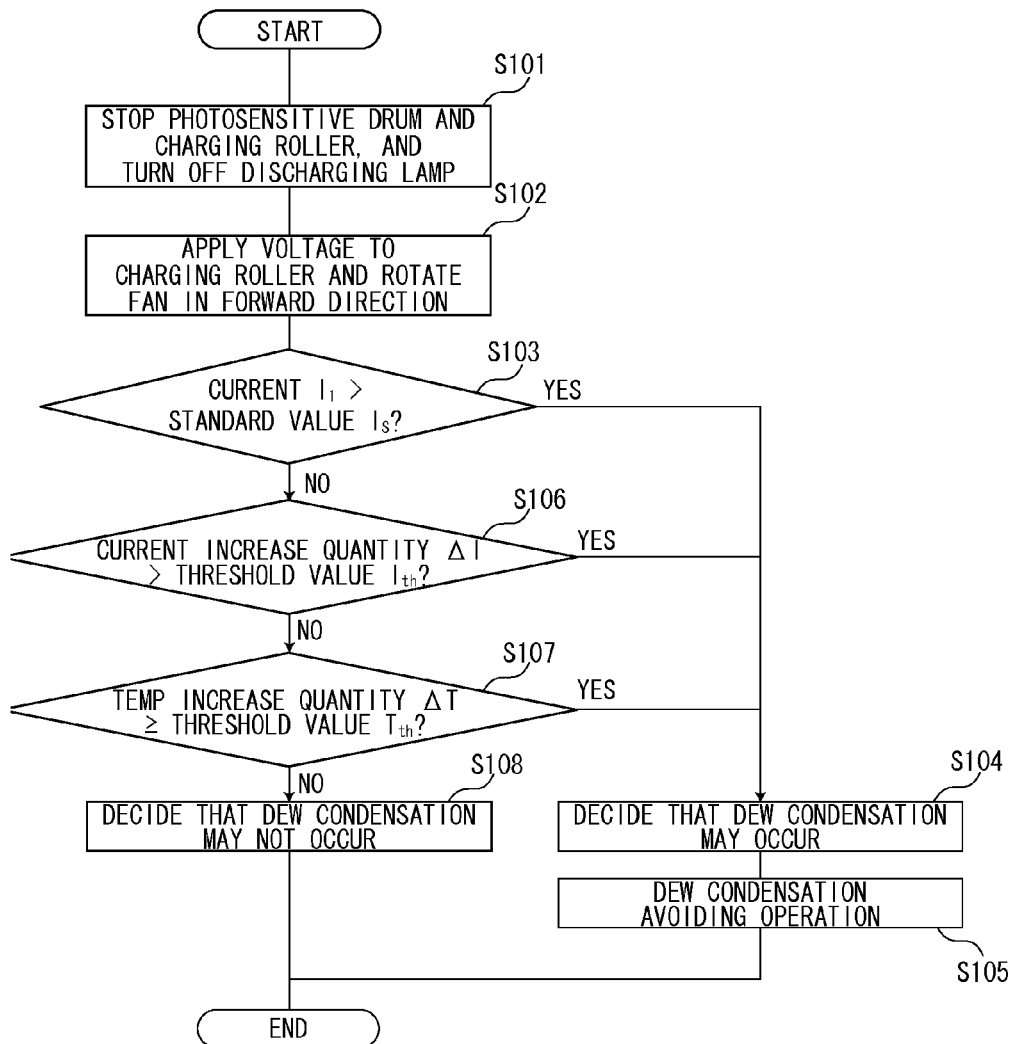 START
S101
STOP PHOTOSENSITIVE DRUM AND
CHARGING ROLLER, AND
TURN OFF DISCHARGING LAMP
S102
APPLY VOLTAGE TO
CHARGING ROLLER AND ROTATE
FAN IN FORWARD DIRECTION
S103
CURRENT I₁ >
STANDARD VALUE Iₛ?
YES
NO
S106
CURRENT INCREASE QUANTITY ΔI
> THRESHOLD VALUE Iₜₕ?
YES
NO
S107
TEMP INCREASE QUANTITY ΔT
≧ THRESHOLD VALUE Tₜₕ?
YES
NO
S108
DECIDE THAT DEW CONDENSATION
MAY NOT OCCUR
S104
DECIDE THAT DEW CONDENSATION
MAY OCCUR
DEW CONDENSATION
AVOIDING OPERATION
S105
END